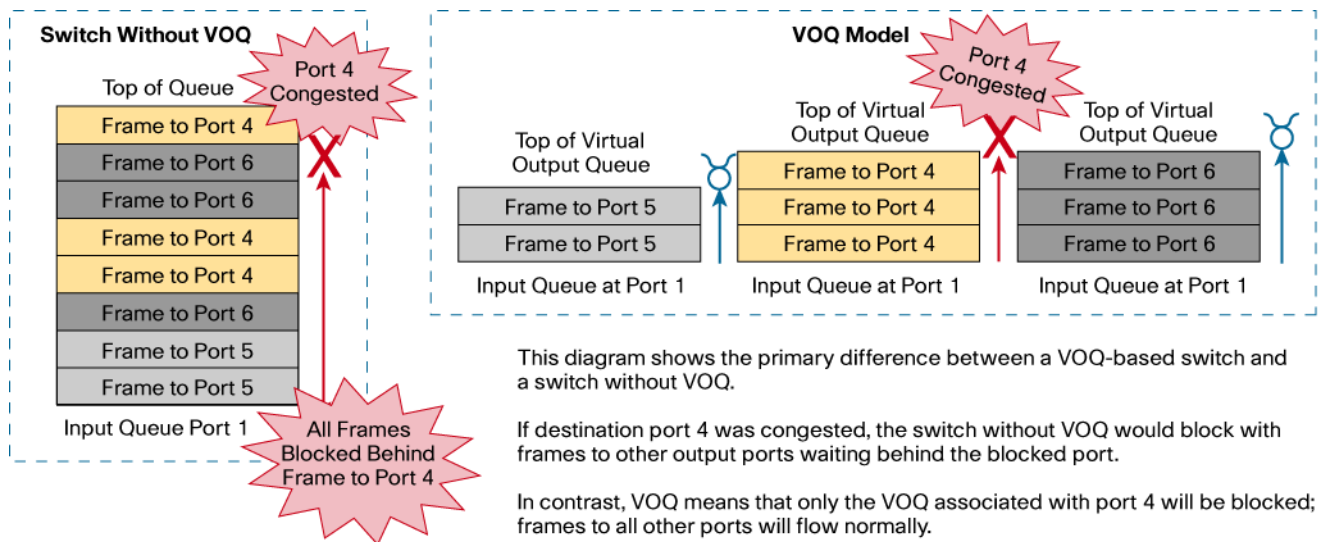 Switch Without VOQ
Port 4
Congested
Top of Queue
Frame to Port 4
Frame to Port 6
Frame to Port 6
Frame to Port 4
Frame to Port 4
Frame to Port 6
Frame to Port 5
Frame to Port 5
Input Queue Port 1
All Frames
Blocked Behind
Frame to Port 4
VOQ Model
Port 4
Congested
Top of Virtual
Output Queue
Frame to Port 5
Frame to Port 5
Input Queue at Port 1
Top of Virtual
Output Queue
Frame to Port 4
Frame to Port 4
Frame to Port 4
Input Queue at Port 1
Top of Virtual
Output Queue
Frame to Port 6
Frame to Port 6
Frame to Port 6
Input Queue at Port 1
This diagram shows the primary difference between a VOQ-based switch and
a switch without VOQ.
If destination port 4 was congested, the switch without VOQ would block with
frames to other output ports waiting behind the blocked port.
In contrast, VOQ means that only the VOQ associated with port 4 will be blocked;
frames to all other ports will flow normally.